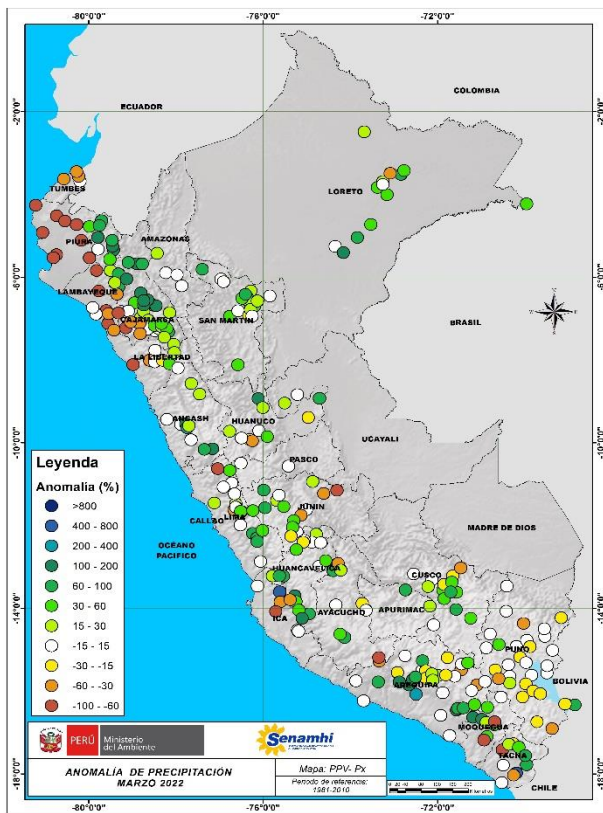 -80°0'0"
-76°0'0"
-72°0'0"
COLOMBIA
-2°0'0"
-2°0'0"
ECUADOR
LORETO
TUMBES
PIURA
AMAZONAS
-6°0'0"
-6°0'0"
LAMBAYEQUE
CAJAMARCA
SAN MARTÍN
BRASIL
LA LIBERTAD
ANCASH
HUANUCO
-10°0'0"
-10°0'0"
UCAYALI
PASCO
Leyenda
Anomalía (%)
>800
400 - 800
200 - 400
100 - 200
60 - 100
30 - 60
15 - 30
-15 - 15
-30 - -15
-60 - -30
-100 - -60
LIMA
JUNIN
CALLAO
MADRE DE DIOS
OCÉANO
PACIFICO
HUANCAVELICA
CUSCO
ICA
AYACUCHO
APURIMAC
-14°0'0"
-14°0'0"
PUNO
AREQUIPA
BOLIVIA
MOQUEGUA
TACNA
-18°0'0"
-18°0'0"
CHILE
PERÚ
Ministerio
del Ambiente
Senamhi
ANOMALÍA DE PRECIPITACIÓN
MARZO 2022
Mapa: PPV- Px
Periodo de referencia:
1981-2010
-80°0'0"
-76°0'0"
-72°0'0"